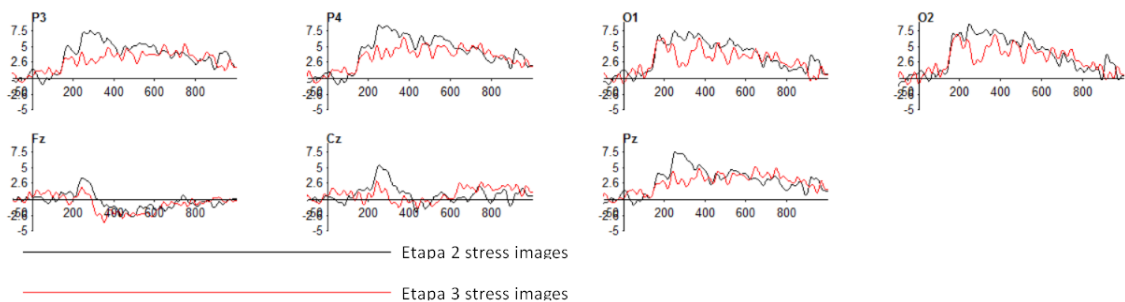 P3 P4 O1 O2
7.5 7.5 7.5 7.5
5 5 5 5
2.6 2.6 2.6 2.6
200 400 600 800 200 400 600 800 200 400 600 800 200 400 600 800
-5 -5 -5 -5
Fz Cz Pz
7.5 7.5 7.5
5 5 5
2.6 2.6 2.6
200 400 600 800 200 400 600 800 200 400 600 800
-5 -5 -5
Etapa 2 stress images
Etapa 3 stress images